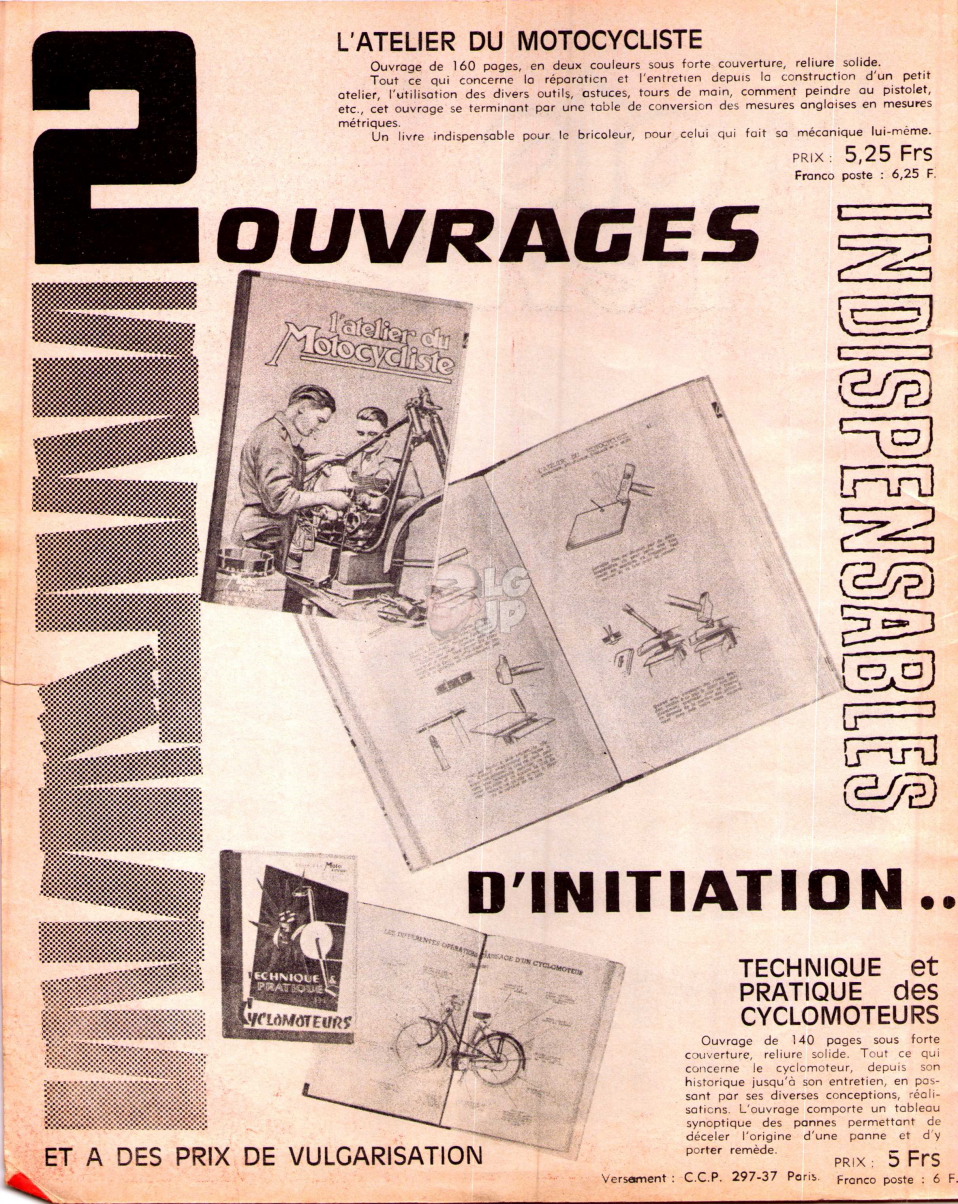 L'ATELIER DU MOTOCYCLISTE
Ouvrage de 160 pages, en deux couleurs sous forte couverture, reliure solide.
Tout ce qui concerne la réparation et l'entretien depuis la construction d'un petit
atelier, l'utilisation des divers outils, astuces, tours de main, comment peindre au pistolet,
etc., cet ouvrage se terminant par une table de conversion des mesures anglaises en mesures
métriques.
Un livre indispensable pour le bricoleur, pour celui qui fait sa mécanique lui-même.
PRIX : 5,25 Frs
Franco poste : 6,25 F.
2 OUVRAGES
INDISPENSABLES
l'atelier du
Motocycliste
LG
JP
D'INITIATION..
Moto
TECHNIQUE &
PRATIQUE
CYCLOMOTEURS
TECHNIQUE et
PRATIQUE des
CYCLOMOTEURS
Ouvrage de 140 pages sous forte
couverture, reliure solide. Tout ce qui
concerne le cyclomoteur, depuis son
historique jusqu'à son entretien, en pas-
sant par ses diverses conceptions, réali-
sations. L'ouvrage comporte un tableau
synoptique des pannes permettant de
déceler l'origine d'une panne et d'y
porter remède.
PRIX : 5 Frs
ET A DES PRIX DE VULGARISATION
Versement : C.C.P. 297-37 Paris. Franco poste : 6 F.